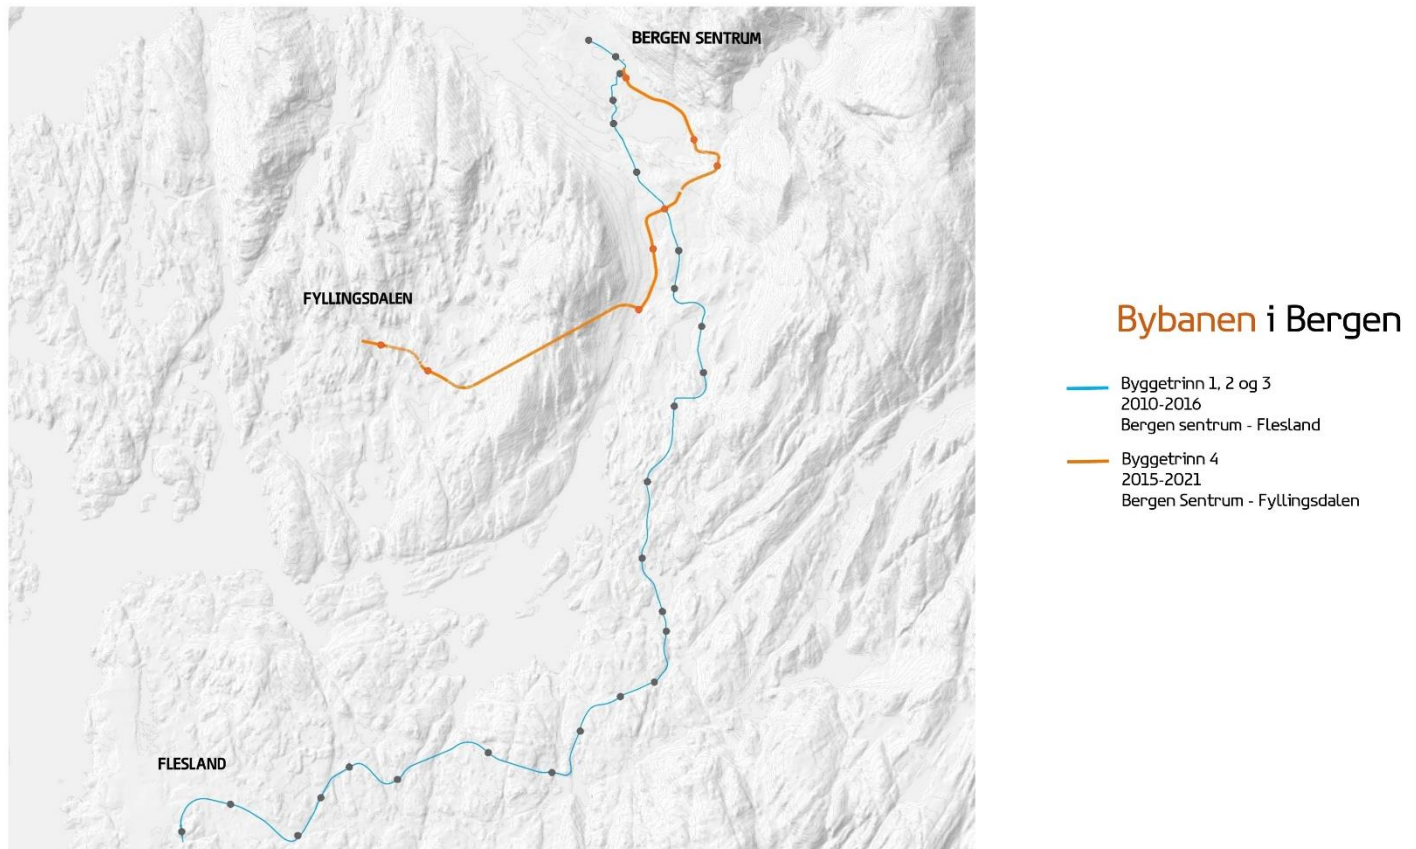 BERGEN SENTRUM
FYLLINGSDALEN
FLESLAND
Bybanen i Bergen
Byggetrinn 1, 2 og 3
2010-2016
Bergen sentrum - Flesland
Byggetrinn 4
2015-2021
Bergen Sentrum - Fyllingsdalen